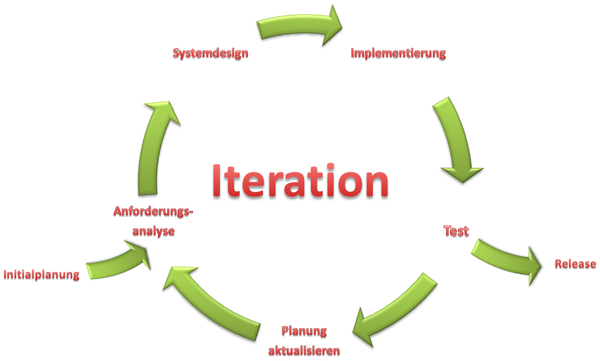 Systemdesign
Implementierung
Iteration
Anforderungs-
analyse
Test
Initialplanung
Release
Planung
aktualisieren